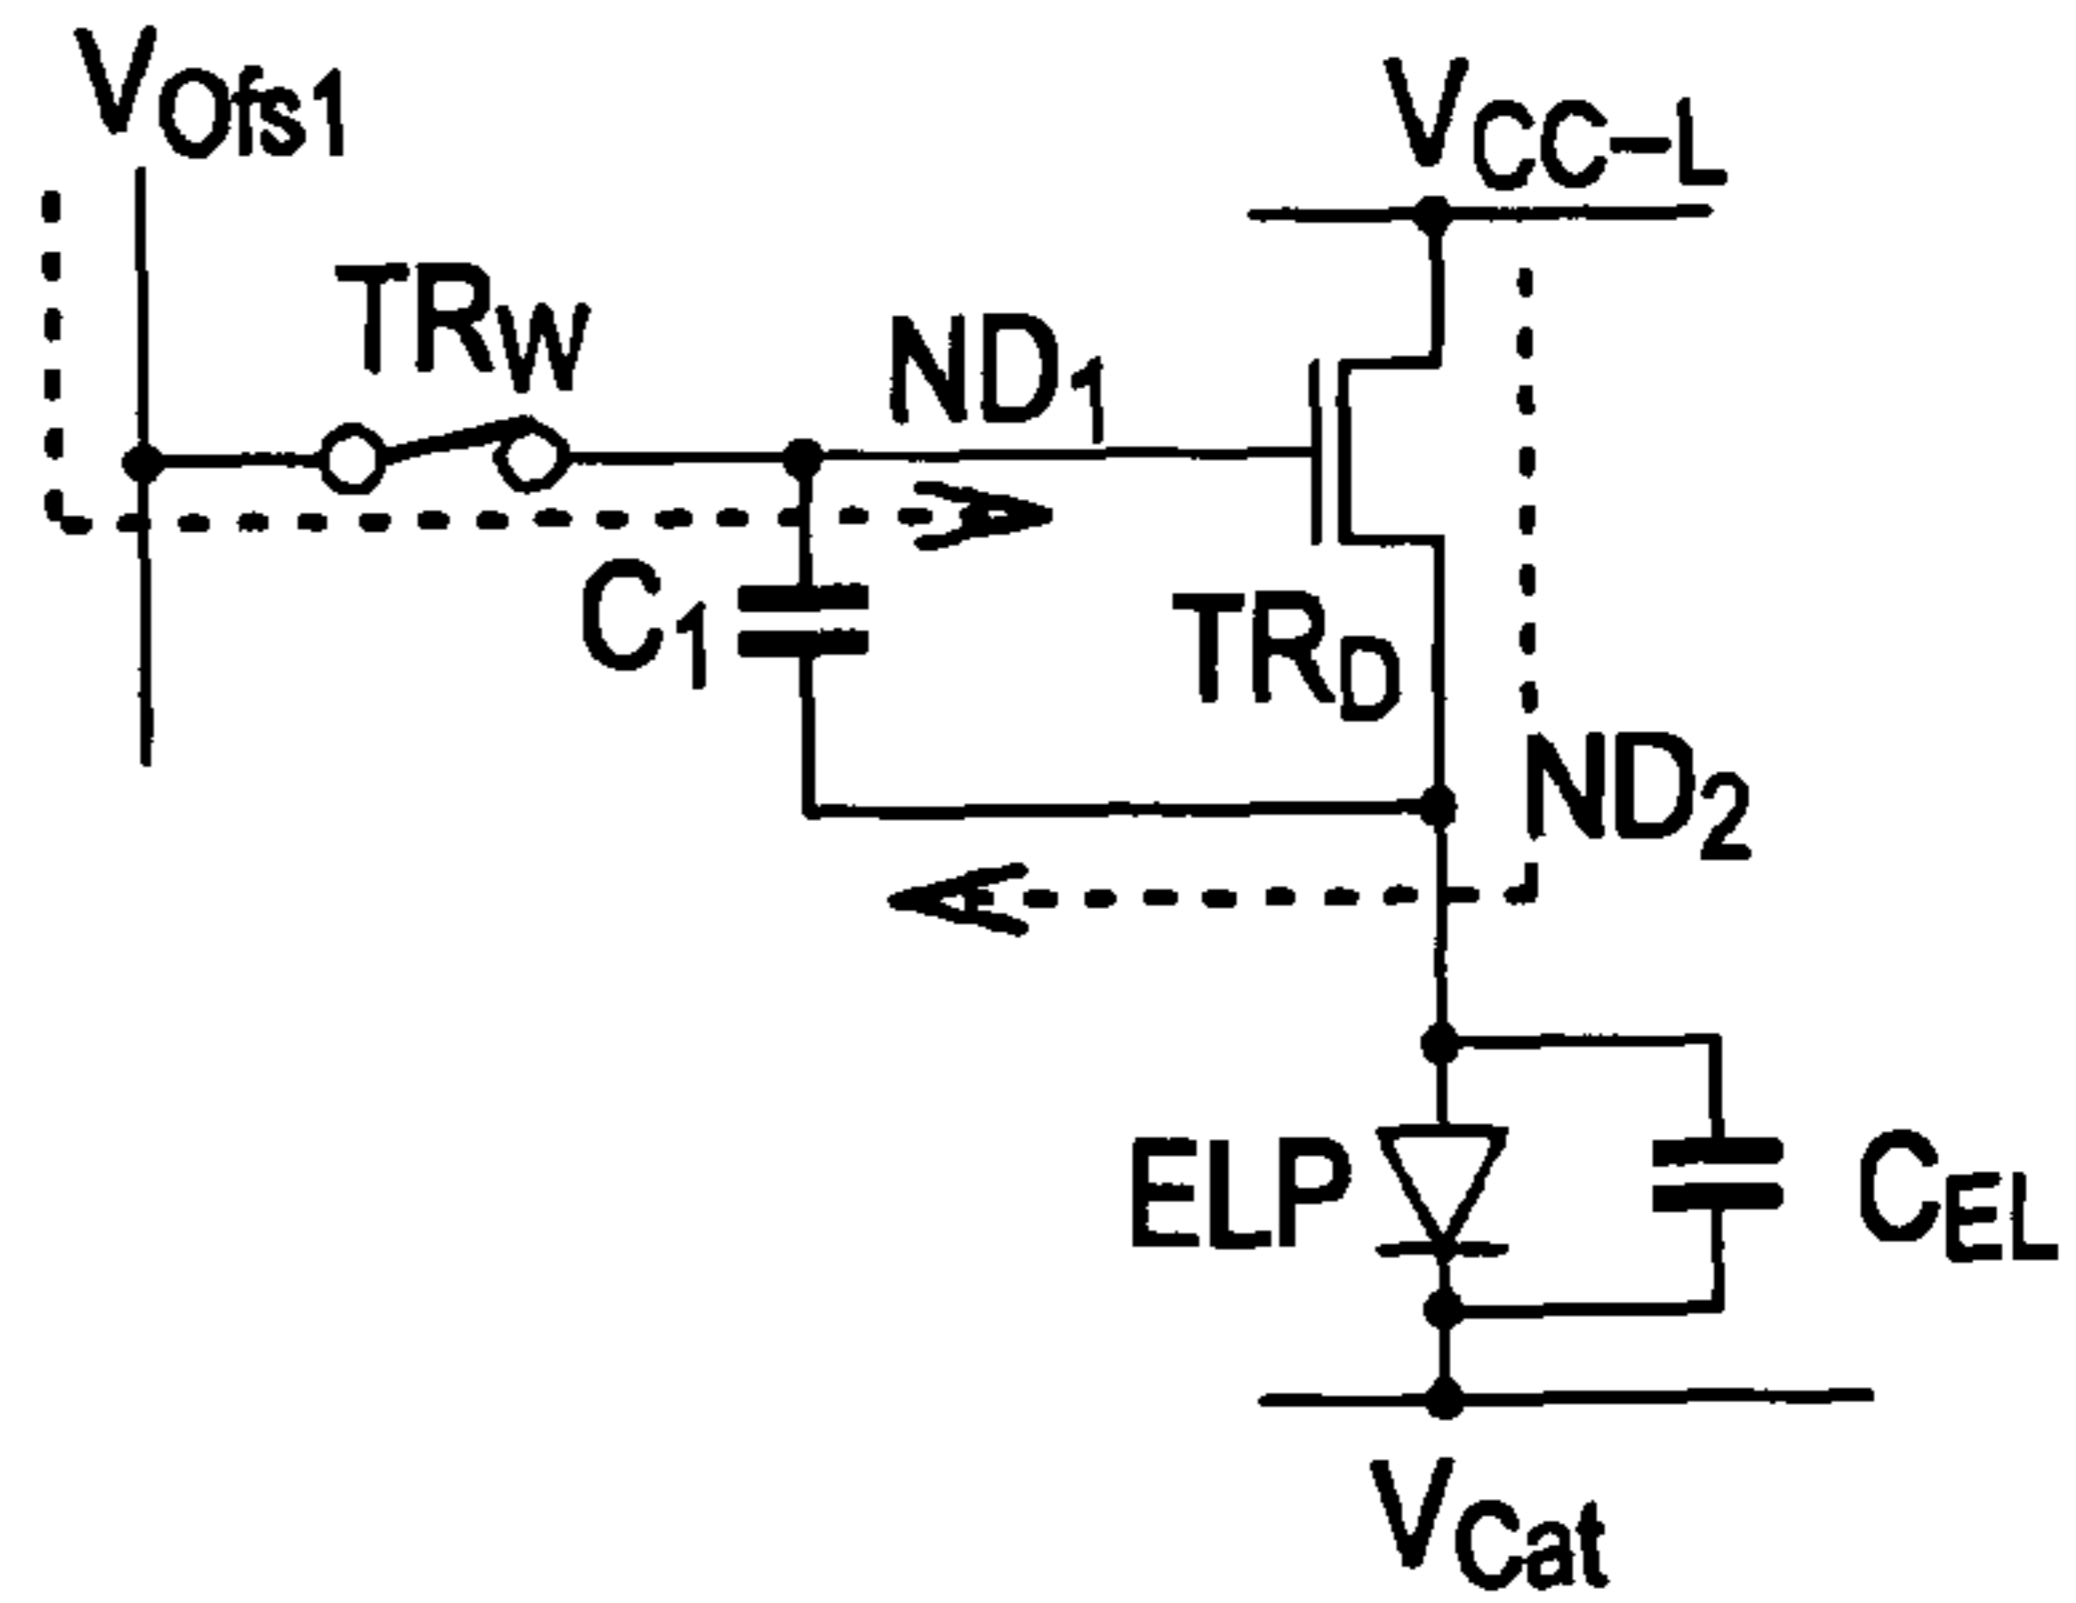 VOfs1
VCC-L
TRW
ND1
C1
TRD
ND2
ELP
CEL
VCat